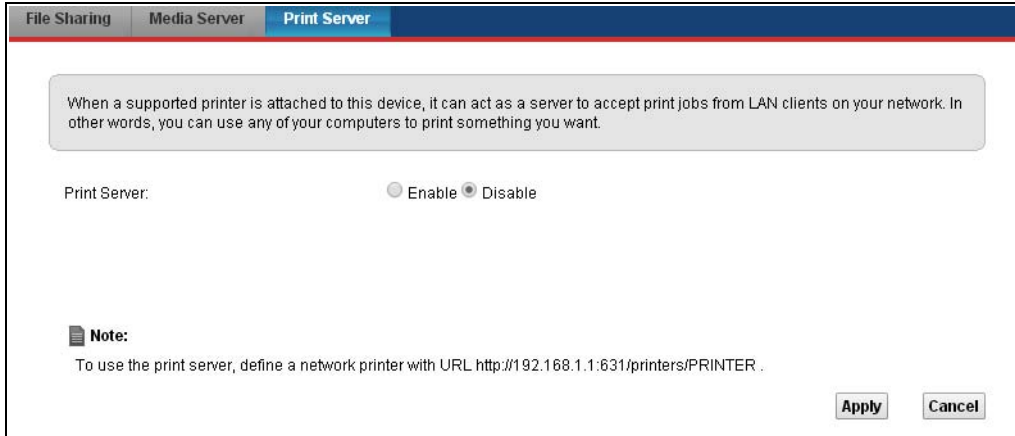 File Sharing Media Server Print Server
When a supported printer is attached to this device, it can act as a server to accept print jobs from LAN clients on your network. In
other words, you can use any of your computers to print something you want.
Print Server: Enable Disable
Note:
To use the print server, define a network printer with URL http://192.168.1.1:631/printers/PRINTER .
Apply Cancel